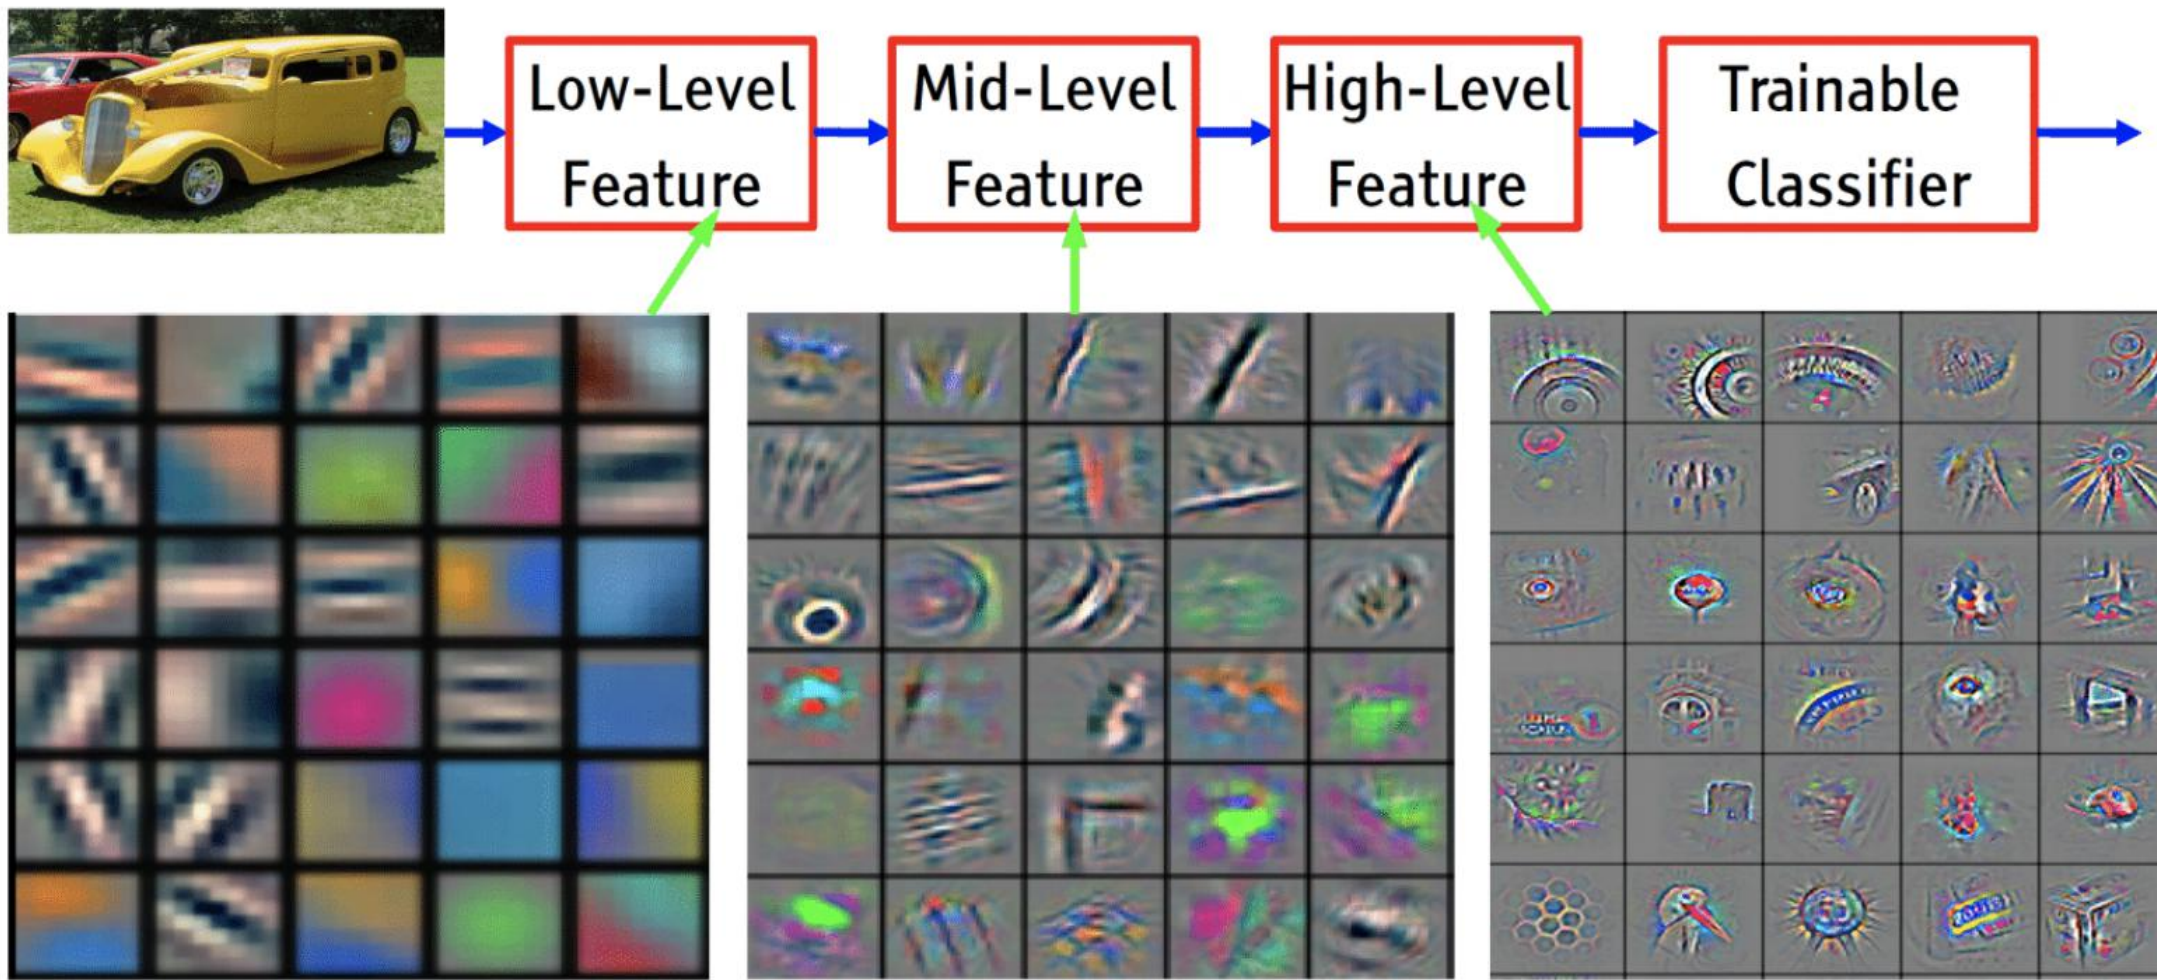 Low-Level
Feature
Mid-Level
Feature
High-Level
Feature
Trainable
Classifier